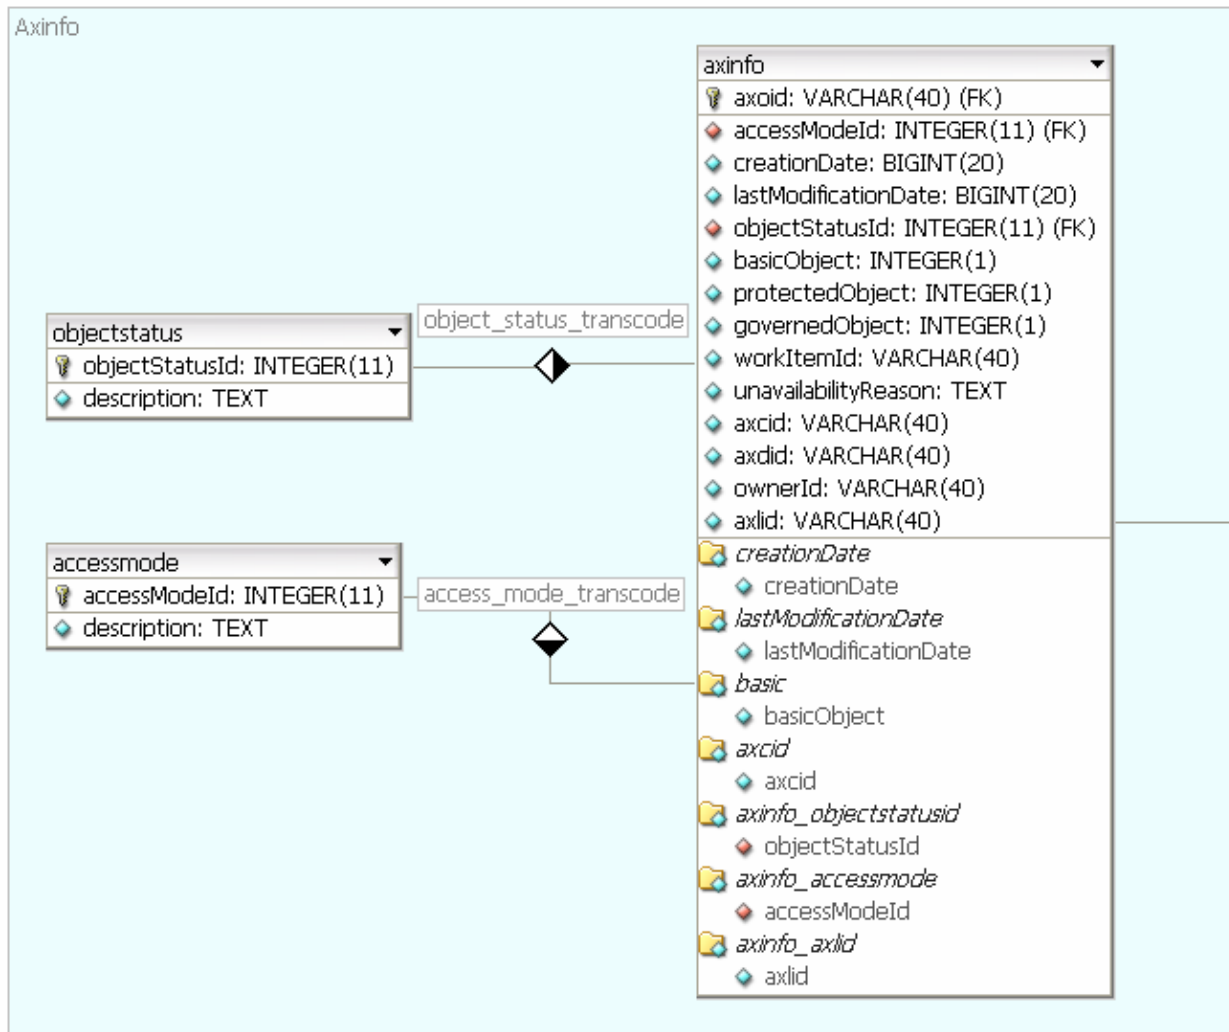 Axinfo
objectstatus
objectStatusId: INTEGER(11)
description: TEXT
accessmode
accessModeId: INTEGER(11)
description: TEXT
object_status_transcode
access_mode_transcode
axinfo
axoid: VARCHAR(40) (FK)
accessModeId: INTEGER(11) (FK)
creationDate: BIGINT(20)
lastModificationDate: BIGINT(20)
objectStatusId: INTEGER(11) (FK)
basicObject: INTEGER(1)
protectedObject: INTEGER(1)
governedObject: INTEGER(1)
workItemId: VARCHAR(40)
unavailabilityReason: TEXT
axcid: VARCHAR(40)
axdid: VARCHAR(40)
ownerId: VARCHAR(40)
axlid: VARCHAR(40)
creationDate
creationDate
lastModificationDate
lastModificationDate
basic
basicObject
axcid
axcid
axinfo_objectstatusid
objectStatusId
axinfo_accessmode
accessModeId
axinfo_axlid
axlid